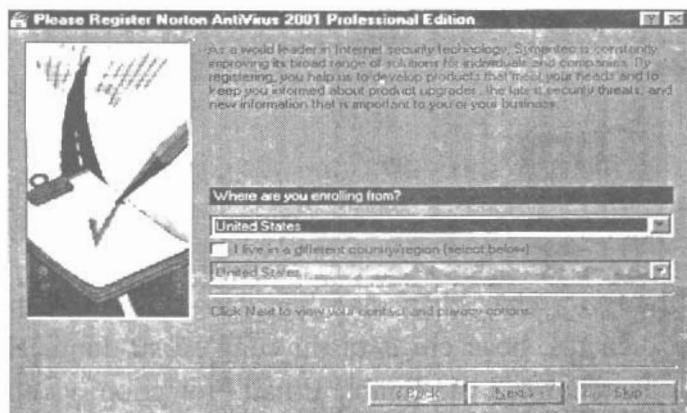 Please Register Norton AntiVirus 2001 Professional Edition
As a world leader in Internet security technology, Symantec is constantly
improving its broad range of solutions for individuals and companies. By
registering, you help us to develop products that meet your needs and to
keep you informed about product upgrades, the latest security threats, and
new information that is important to you or your business.
Where are you enrolling from?
United States
I live in a different country/region (select below)
United States
Click Next to view your contact and privacy options.
< Back Next > Skip